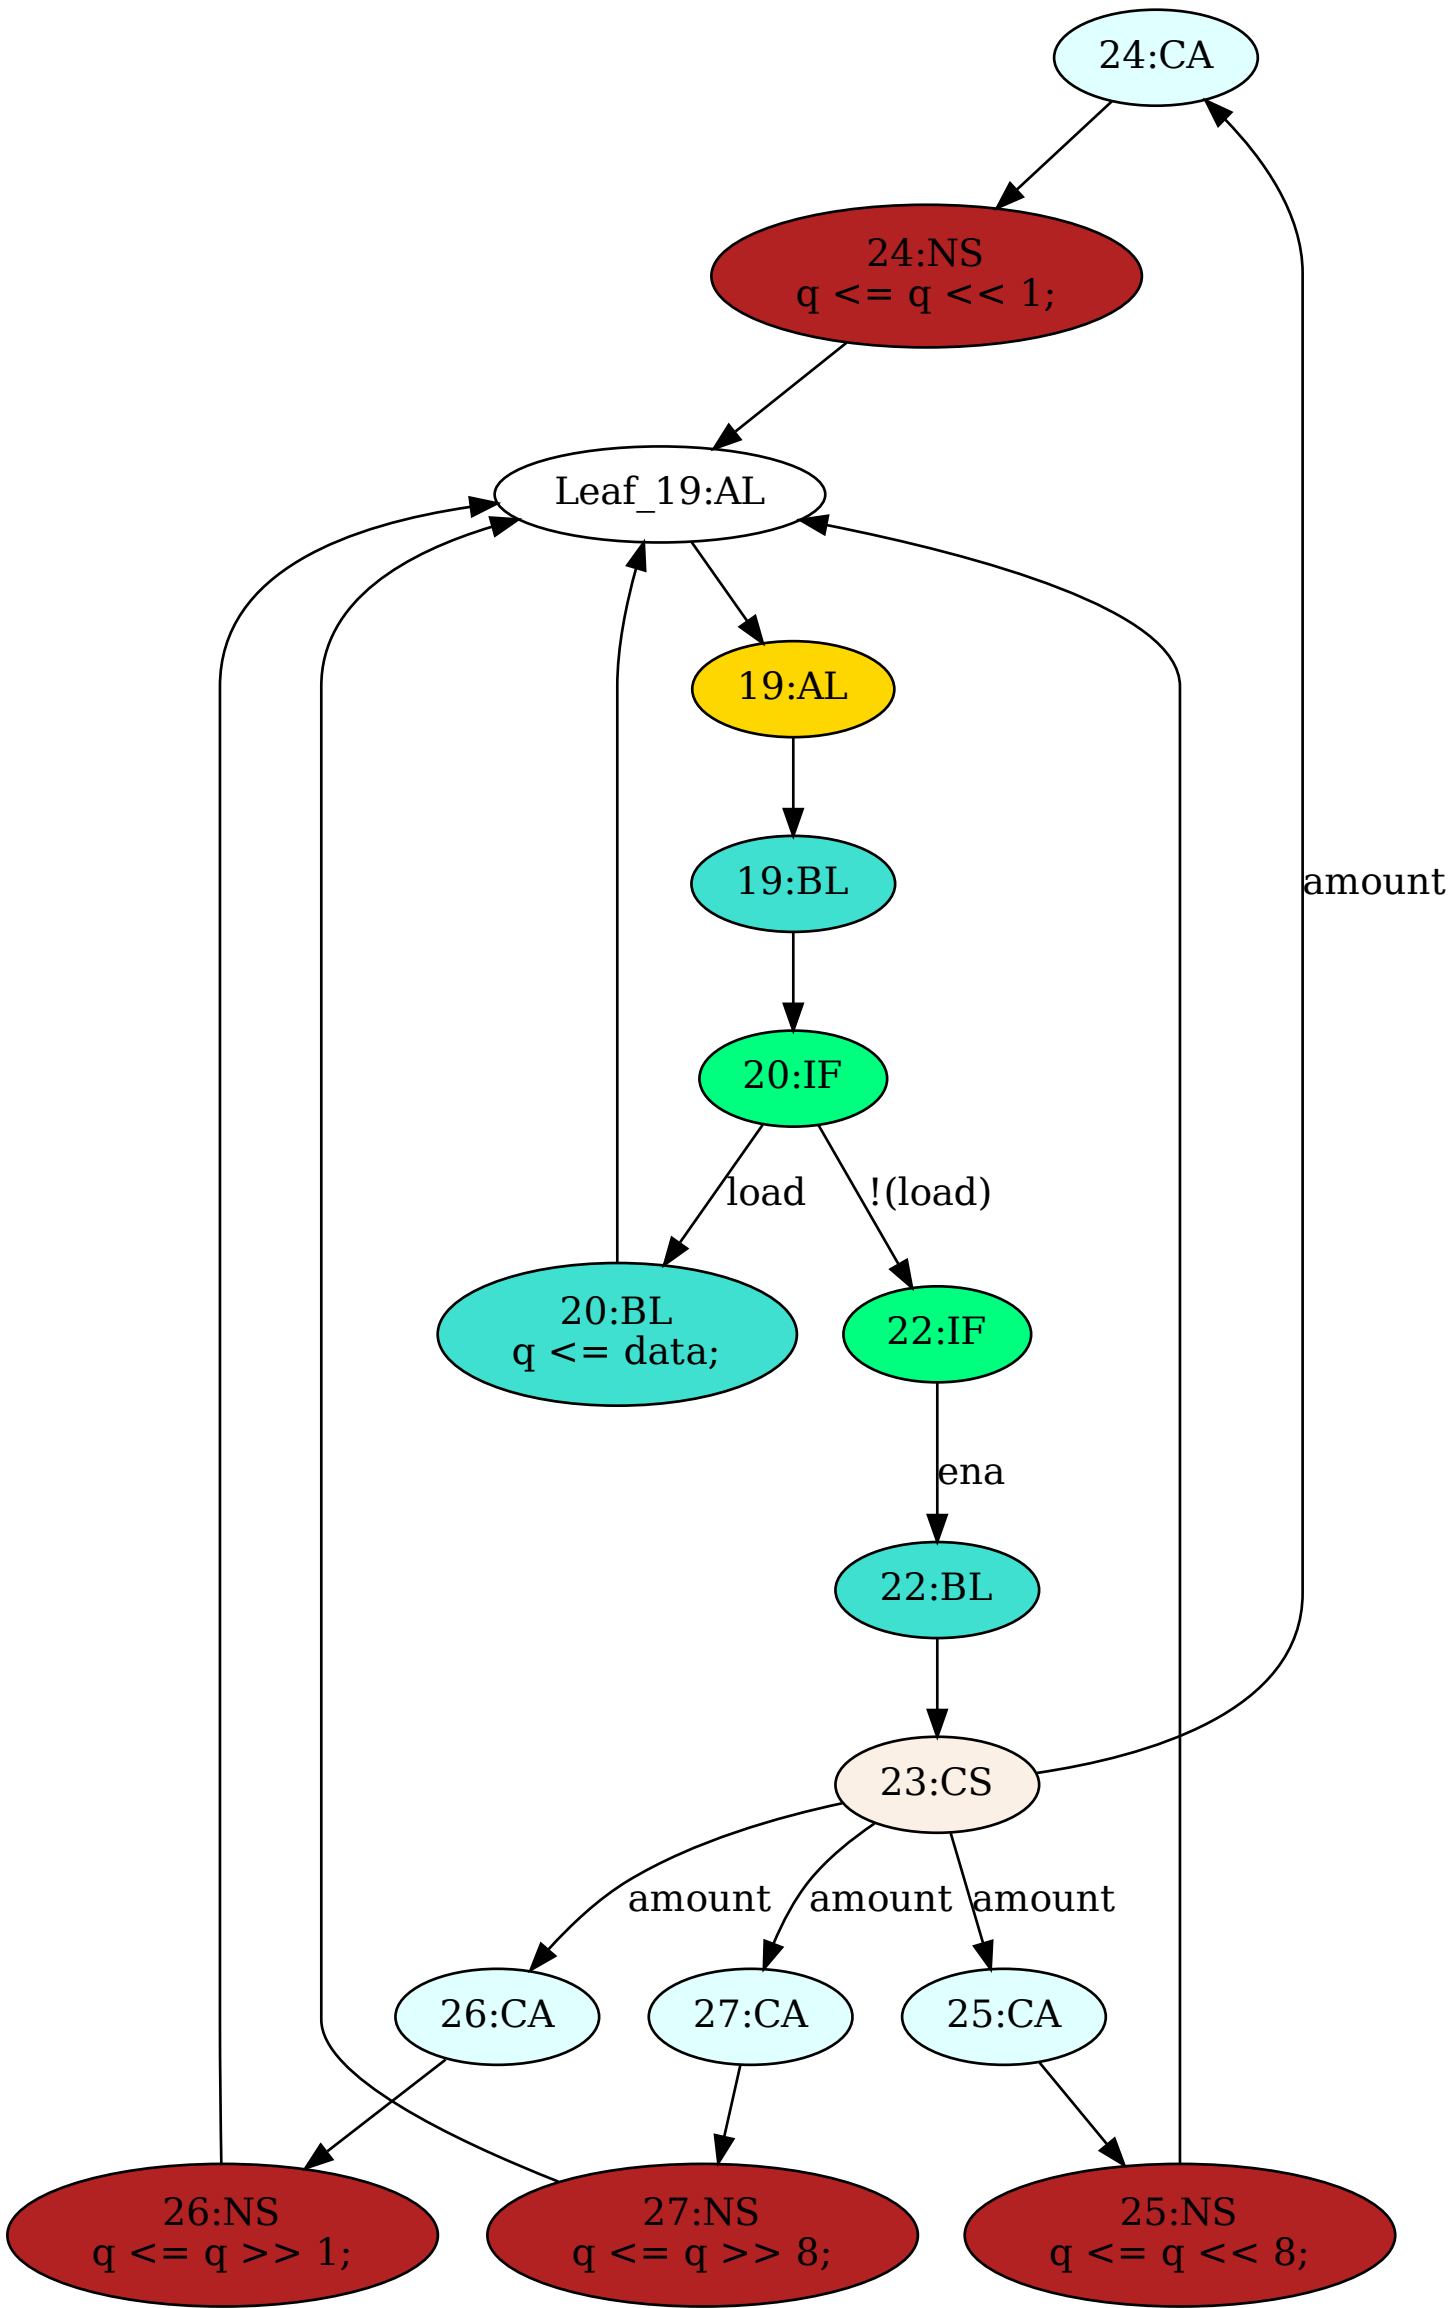 24:CA
24:NS
q <= q << 1;
Leaf_19:AL
19:AL
19:BL
amount
20:IF
load
!(load)
20:BL
q <= data;
22:IF
ena
22:BL
23:CS
amount
amount
amount
26:CA
27:CA
25:CA
26:NS
q <= q >> 1;
27:NS
q <= q >> 8;
25:NS
q <= q << 8;